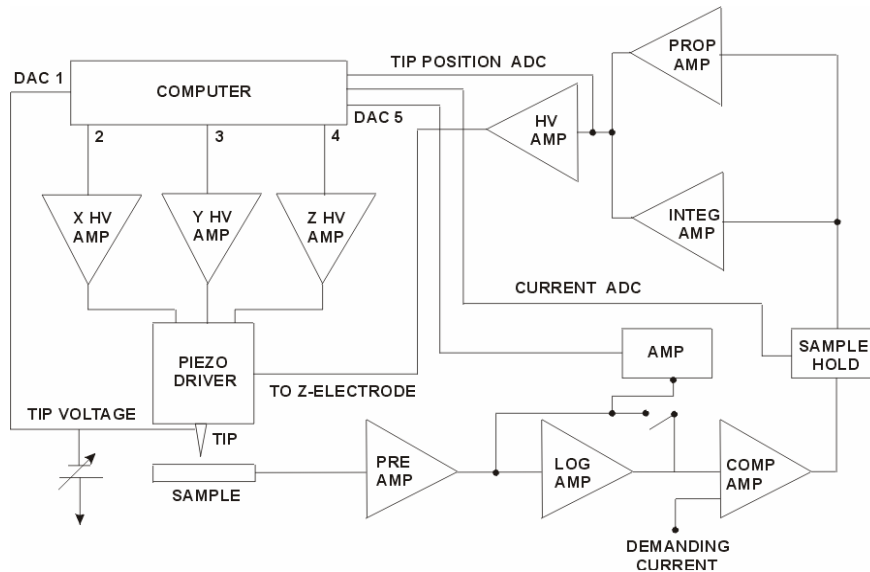 PROP
AMP
TIP POSITION ADC
DAC 1
COMPUTER
HV
AMP
DAC 5
2
3
4
X HV
AMP
Y HV
AMP
Z HV
AMP
INTEG
AMP
CURRENT ADC
PIEZO
DRIVER
AMP
SAMPLE
HOLD
TO Z-ELECTRODE
TIP VOLTAGE
TIP
PRE
AMP
LOG
AMP
COMP
AMP
SAMPLE
DEMANDING
CURRENT